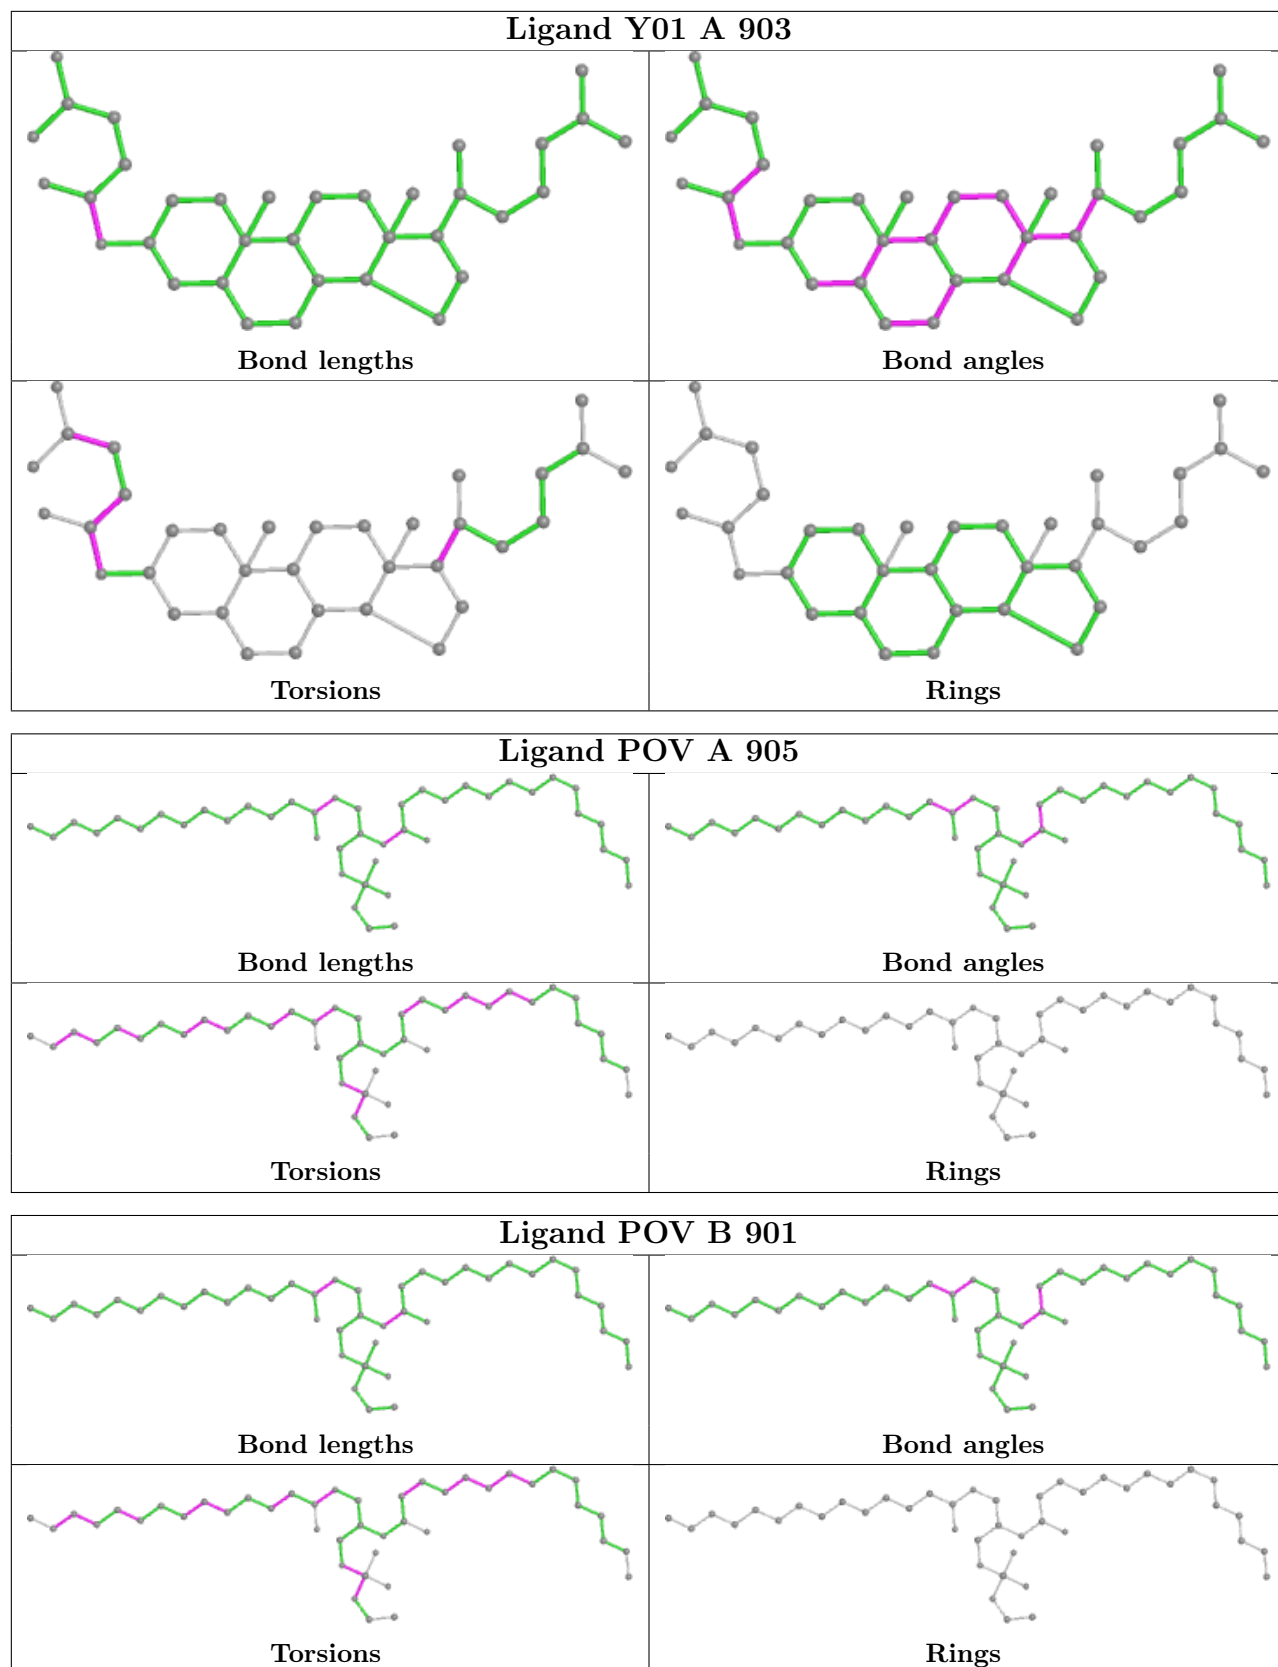 Ligand Y01 A 903
Bond lengths
Bond angles
Torsions
Rings
Ligand POV A 905
Bond lengths
Bond angles
Torsions
Rings
Ligand POV B 901
Bond lengths
Bond angles
Torsions
Rings